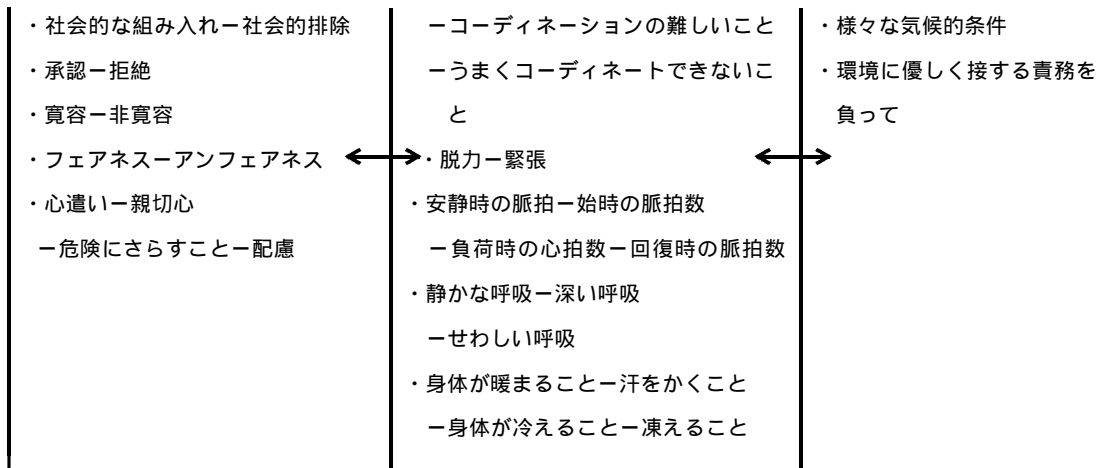 ・社会的な組み入れー社会的排除
・承認ー拒絶
・寛容ー非寛容
・フェアネスーアンフェアネス
・心遣いー親切心
ー危険にさらすことー配慮
ーコーディネーションの難しいこと
ーうまくコーディネートできないこ
と
・脱力ー緊張
・安静時の脈拍ー始時の脈拍数
ー負荷時の心拍数ー回復時の脈拍数
・静かな呼吸ー深い呼吸
ーせわしい呼吸
・身体が暖まることー汗をかくこと
ー身体が冷えることー凍えること
・様々な気候的条件
・環境に優しく接する責務を
負って